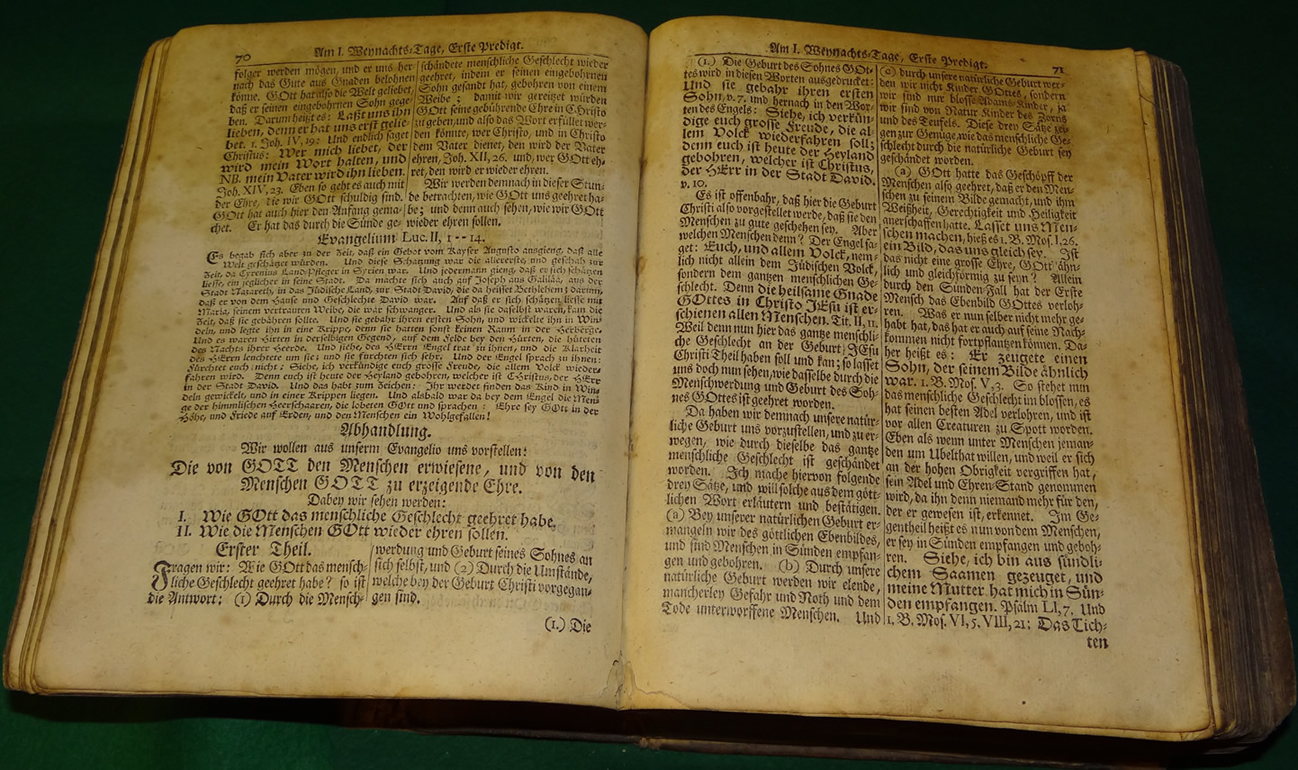 70
Am I. Weynachts-Tage, Erste Predigt.
folger werden mögen, und er uns her
nach das Gute aus Gnaden belohnen
könne. GOtt hat also die Welt geliebet,
daß er seinen eingebohrnen Sohn gege-
ben. Darum heißt es: Laßt uns ihn
lieben, denn er hat uns erst gelie-
bet. 1. Joh. IV, 19: Und endlich saget
Christus: Wer mich liebet, der
wird mein Wort halten, und
NB. mein Vater wird ihn lieben.
Joh. XIV, 23. Eben so geht es auch mit
der Ehre, die wir GOtt schuldig sind.
GOtt hat auch hier den Anfang gema-
chet. Er hat das durch die Sünde ge-
schändete menschliche Geschlecht wieder
geehret, indem er seinen eingebohrnen
Sohn gesandt hat, gebohren von einem
Weibe; damit wir gereitzet würden
GOtt seine gebührende Ehre in Christo
zu geben, und also das Wort erfüllet wer-
den könnte, wer Christo, und in Christo
dem Vater dienet, den wird der Vater
ehren, Joh. XII, 26. und, wer GOtt eh-
ret, den wird er wieder ehren.
Wir werden demnach in dieser Stun-
de betrachten, wie GOtt uns geehret ha-
be; und denn auch sehen, wie wir GOtt
wieder ehren sollen.
Evangelium Luc. II, 1--14.
Es begab sich aber zu der Zeit, daß ein Gebot vom Kayser Augusto ausgieng, daß alle
Welt geschätzet würden. Und diese Schatzung war die allererste, und geschah zur
Zeit, da Cyrenius Land-Pfleger in Syrien war. Und jedermann gieng, daß er sich schätzen
liesse, ein jeglicher in seine Stadt. Da machte sich auch auf Joseph aus Galiläa, aus der
Stadt Nazareth, in das Jüdische Land, zur Stadt David, die da heisset Bethlehem; darum,
daß er von dem Hause und Geschlechte David war. Auf daß er sich schätzen liesse mit
Maria, seinem vertrauten Weibe, die war schwanger. Und als sie daselbst waren, kam die
Zeit, daß sie gebähren sollte. Und sie gebahr ihren ersten Sohn, und wickelte ihn in Win-
deln, und legte ihn in eine Krippe, denn sie hatten sonst keinen Raum in der Herberge.
Und es waren Hirten in derselbigen Gegend, auf dem Felde bey den Hürten, die hüteten
des Nachts ihrer Heerde. Und siehe, des HErrn Engel trat zu ihnen, und die Klarheit
des HErrn leuchtete um sie; und sie furchten sich sehr. Und der Engel sprach zu ihnen:
Fürchtet euch nicht; Siehe, ich verkündige euch grosse Freude, die allem Volck wieder-
fahren wird. Denn euch ist heute der Heyland gebohren, welcher ist CHristus, der HErr
in der Stadt David. Und das habt zum Zeichen: Ihr werdet finden das Kind in Win-
deln gewickelt, und in einer Krippen liegen. Und alsbald war da bey dem Engel die Men-
ge der himmlischen Heerschaaren, die lobeten GOtt und sprachen: Ehre sey GOtt in der
Höhe, und Friede auf Erden, und den Menschen ein Wohlgefallen!
Abhandlung.
Wir wollen aus unserm Evangelio uns vorstellen:
Die von GOTT den Menschen erwiesene, und von den
Menschen GOTT zu erzeigende Ehre.
Dabey wir sehen werden:
I. Wie GOtt das menschliche Geschlecht geehret habe.
II. Wie die Menschen GOtt wieder ehren sollen.
Erster Theil.
Fragen wir: Wie GOtt das mensch-
liche Geschlecht geehret habe? so ist
die Antwort: (1) Durch die Mensch-
werdung und Geburt seines Sohnes an
sich selbst, und (2) Durch die Umstände,
welche bey der Geburt Christi vorgegan-
gen sind.
(1.) Die
Am I. Weynachts-Tage, Erste Predigt.
71
(1.) Die Geburt des Sohnes GOt-
tes wird in diesen Worten ausgedruket:
Und sie gebahr ihren ersten
Sohn, v. 7. und hernach in den Wor-
ten des Engels: Siehe, ich verkün-
dige euch grosse Freude, die al-
lem Volck wiederfahren soll;
denn euch ist heute der Heyland
gebohren, welcher ist Christus,
der HErr in der Stadt David.
v. 10.
Es ist offenbahr, daß hier die Geburt
Christi also vorgestellet werde, daß sie den
Menschen zu gute geschehen sey. Aber
welchen Menschen denn? Der Engel sa-
get: Euch, und allem Volck, nem-
lich nicht allein dem Jüdischen Volck,
sondern dem gantzen menschlichen Ge-
schlecht. Denn die heilsame Gnade
GOttes in Christo JEsu ist er-
schienen allen Menschen. Tit. II, 11.
Weil denn nun hier das gantze menschli-
che Geschlecht an der Geburt JEsu
Christi Theil haben soll und kan; so lasset
uns doch nun sehen, wie dasselbe durch die
Menschwerdung und Geburt des Soh-
nes GOttes ist geehret worden.
Da haben wir demnach unsere natür-
liche Geburt uns vorzustellen, und zu er-
wegen, wie durch dieselbe das gantze
menschliche Geschlecht ist geschändet
worden. Ich mache hiervon folgende
drey Sätze, und will solche aus dem gött-
lichen Wort erläutern und bestätigen.
(a) Bey unserer natürlichen Geburt er-
mangeln wir des göttlichen Ebenbildes,
und sind Menschen in Sünden empfan-
gen und gebohren. (b) Durch unsere
natürliche Geburt werden wir elende,
mancherley Gefahr und Noth und dem
Tode unterworffene Menschen. Und
(c) durch unsere natürliche Geburt wer-
den wir nicht Kinder GOttes, sondern
wir sind nur blosse Adams-Kinder, ja
wir sind von Natur Kinder des Zorns
und des Teufels. Diese drey Sätze zei-
gen zur Genüge, wie das menschliche Ge-
schlecht durch die natürliche Geburt sey
geschändet worden.
(a) GOtt hatte das Geschöpff der
Menschen also geehret, daß er den Men-
schen zu seinem Bilde gemacht, und ihm
Weißheit, Gerechtigkeit und Heiligkeit
anerschaffen hatte. Lasset uns Men-
schen machen, hieß es 1. B. Mos. I, 26.
ein Bild, das uns gleich sey. Ist
das nicht eine grosse Ehre, GOtt ähn-
lich und gleichförmig zu seyn? Allein
durch den Sünden-Fall hat der Erste
Mensch das Ebenbild GOttes verloh-
ren. Was er nun selber nicht mehr ge-
habt hat, das hat er auch auf seine Nach-
kommen nicht fortpflanzen können. Da-
her heißt es: Er zeugete einen
Sohn, der seinem Bilde ähnlich
war. 1. B. Mos. V, 3. So stehet nun
das menschliche Geschlecht im blossen, es
hat seinen besten Adel verlohren, und ist
vor allen Creaturen zu Spott worden.
Eben als wenn unter Menschen jeman-
den um Ubelthat willen, und weil er sich
an der hohen Obrigkeit vergriffen hat,
sein Adel und Ehren-Stand genommen
wird, da ihn denn niemand mehr für den,
der er gewesen ist, erkennet. Im Ge-
gentheil heißt es nun von dem Menschen,
er sey in Sünden empfangen und geboh-
ren. Siehe, ich bin aus sündli-
chem Saamen gezeuget, und
meine Mutter hat mich in Sün-
den empfangen. Psalm LI, 7. Und
1. B. Mos. VI, 5. VIII, 21: Das Tich-
ten